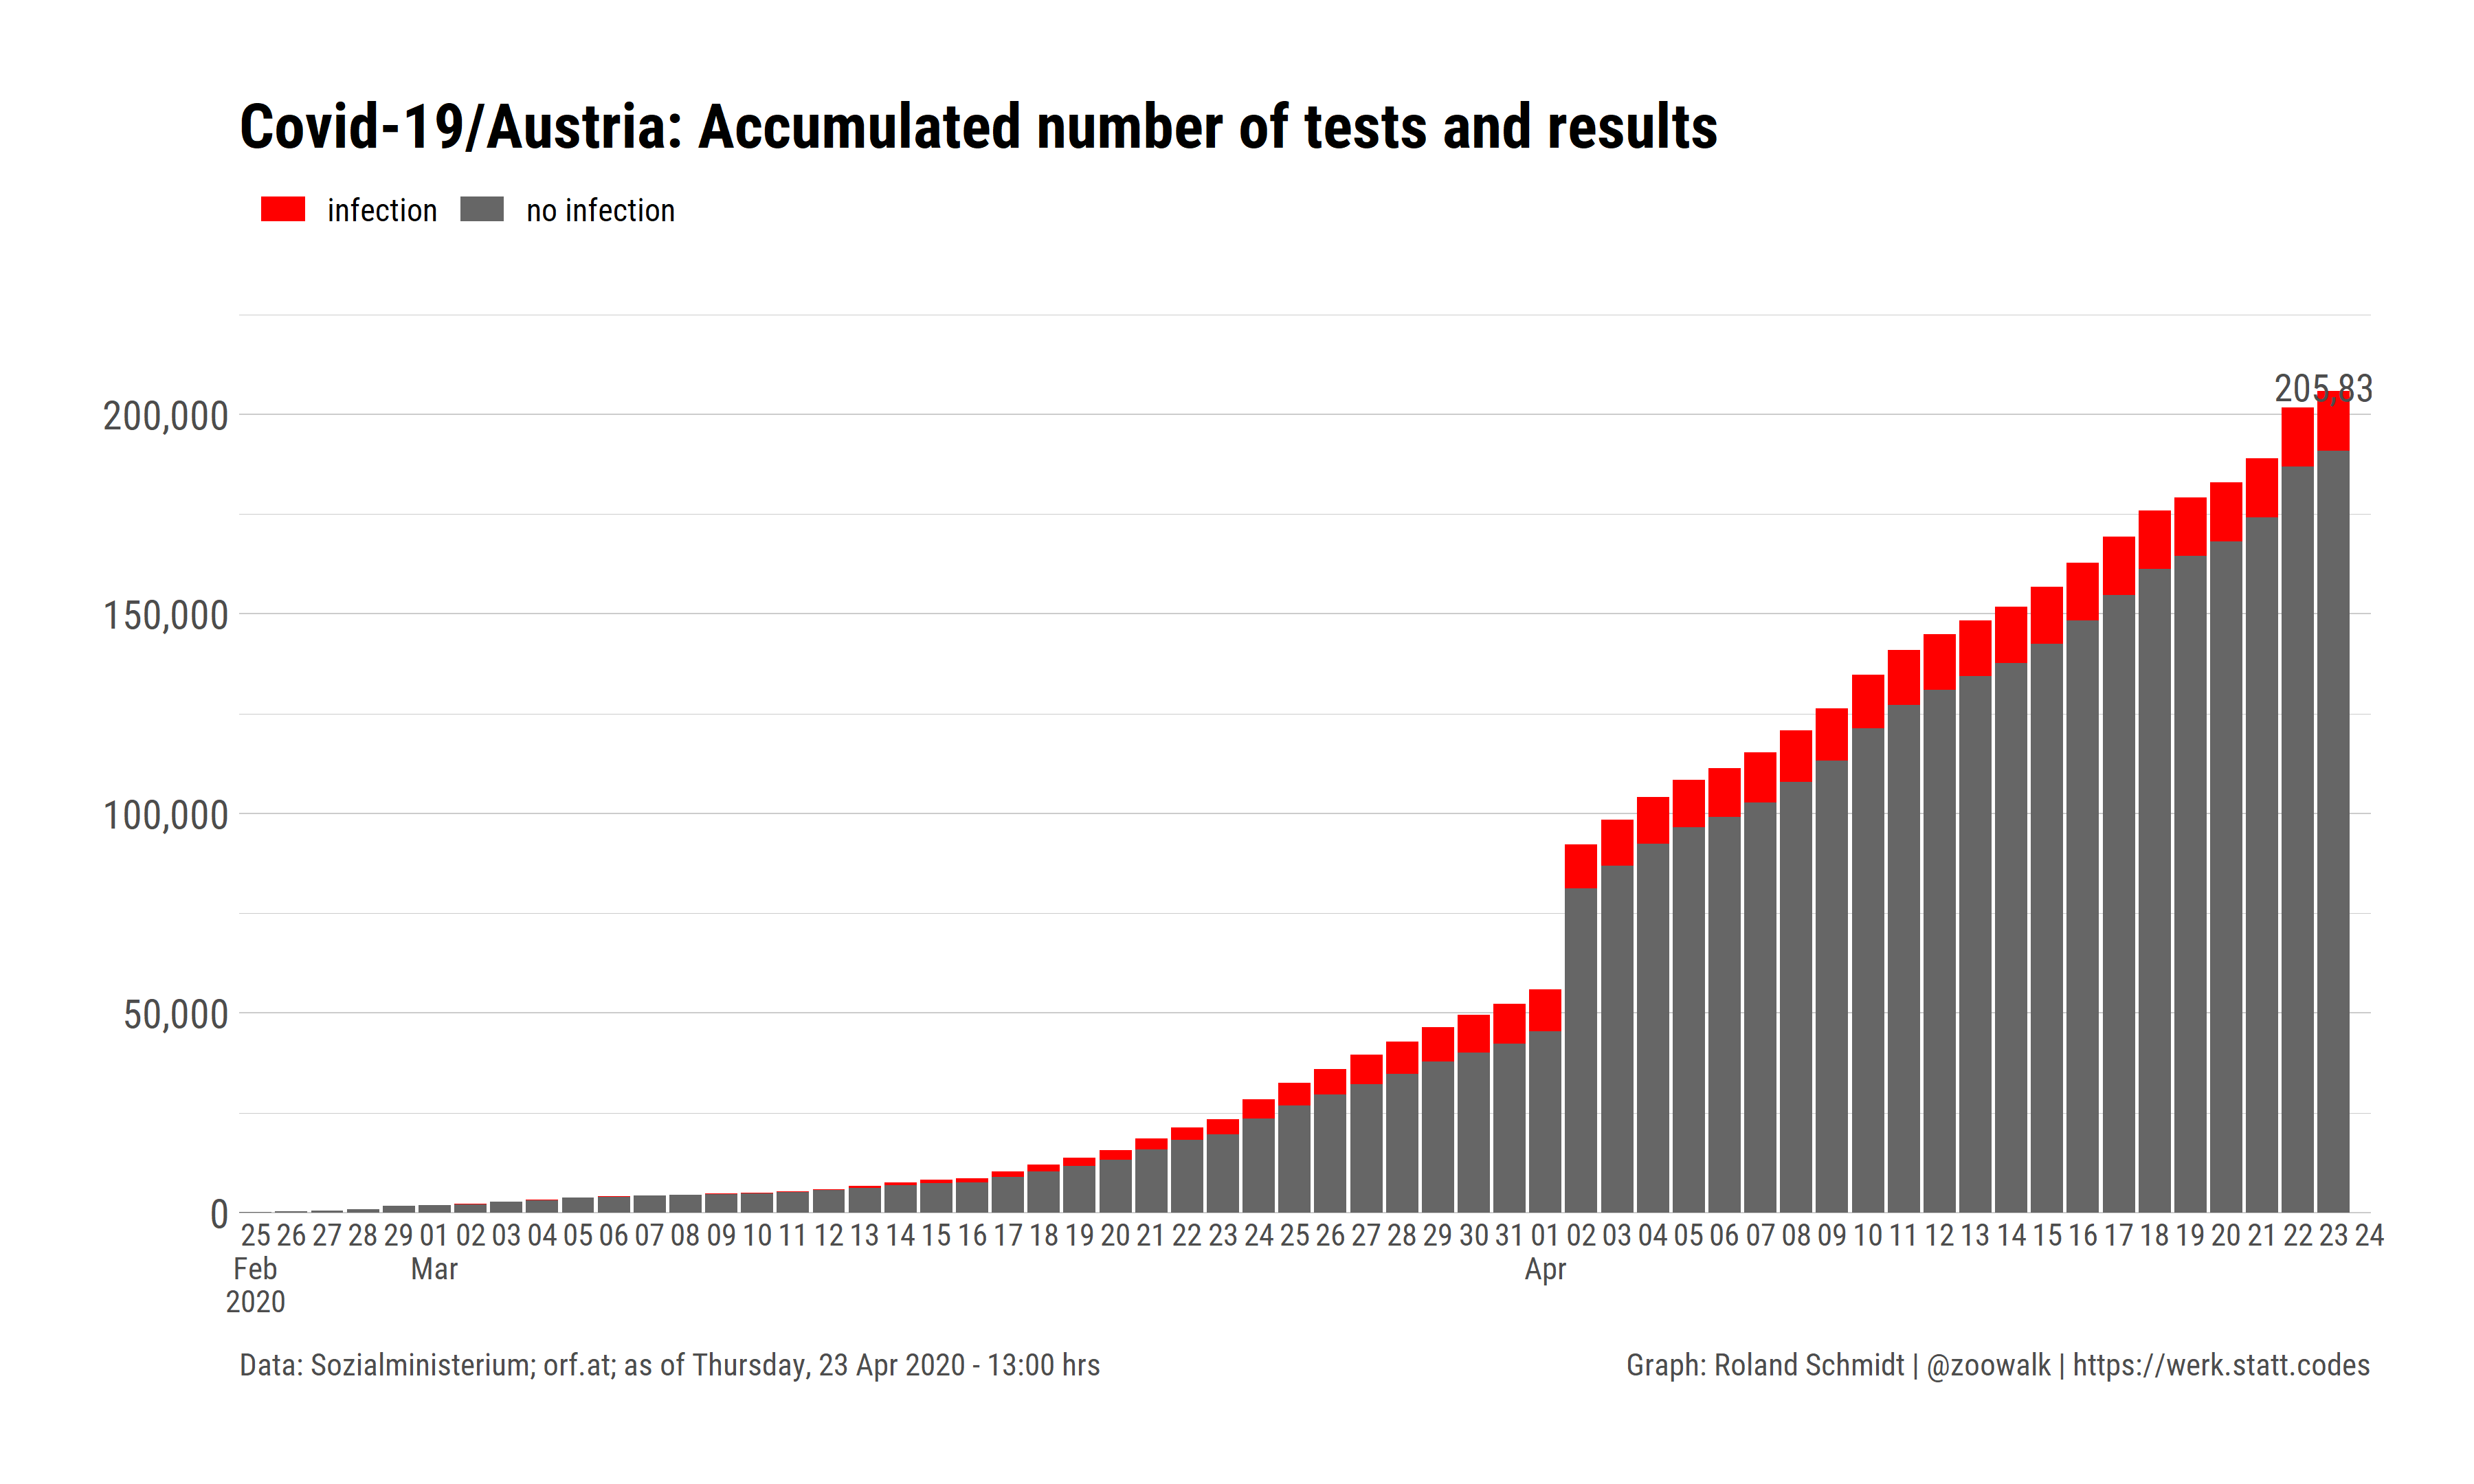 Covid-19/Austria: Accumulated number of tests and results
infection no infection
205,83
200,000
150,000
100,000
50,000
0
25 26 27 28 29 01 02 03 04 05 06 07 08 09 10 11 12 13 14 15 16 17 18 19 20 21 22 23 24 25 26 27 28 29 30 31 01 02 03 04 05 06 07 08 09 10 11 12 13 14 15 16 17 18 19 20 21 22 23 24
Feb Mar Apr
2020
Data: Sozialministerium; orf.at; as of Thursday, 23 Apr 2020 - 13:00 hrs
Graph: Roland Schmidt | @zoowalk | https://werk.statt.codes